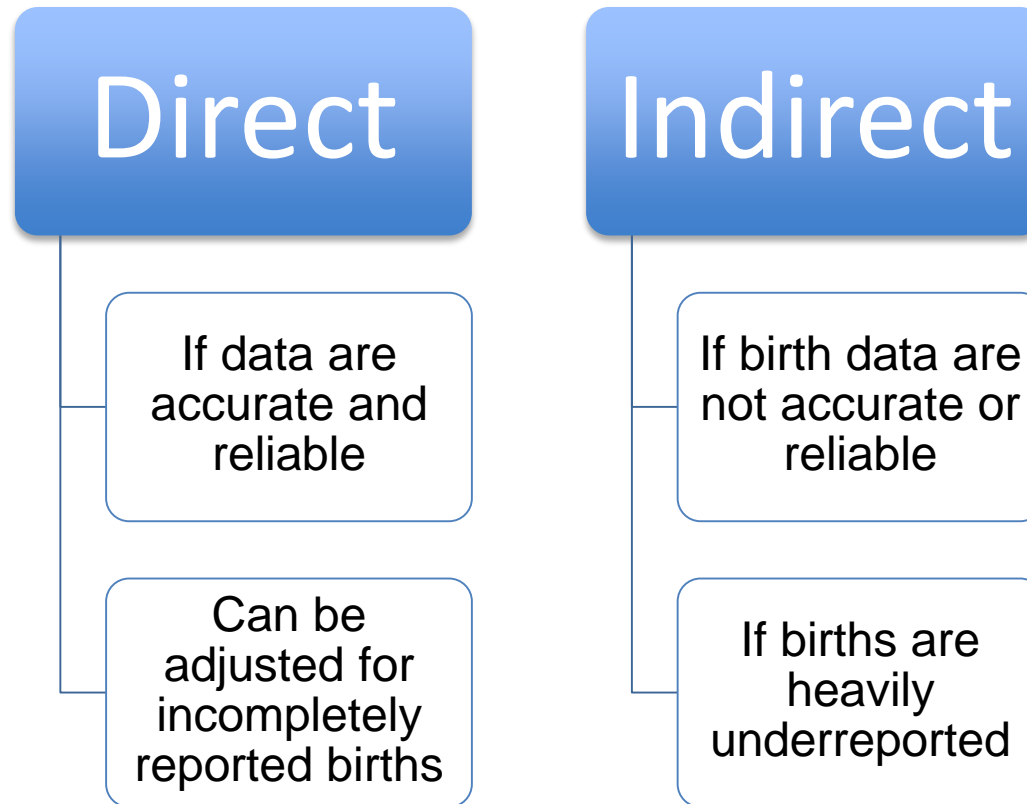 Direct
If data are
accurate and
reliable
Can be
adjusted for
incompletely
reported births
Indirect
If birth data are
not accurate or
reliable
If births are
heavily
underreported